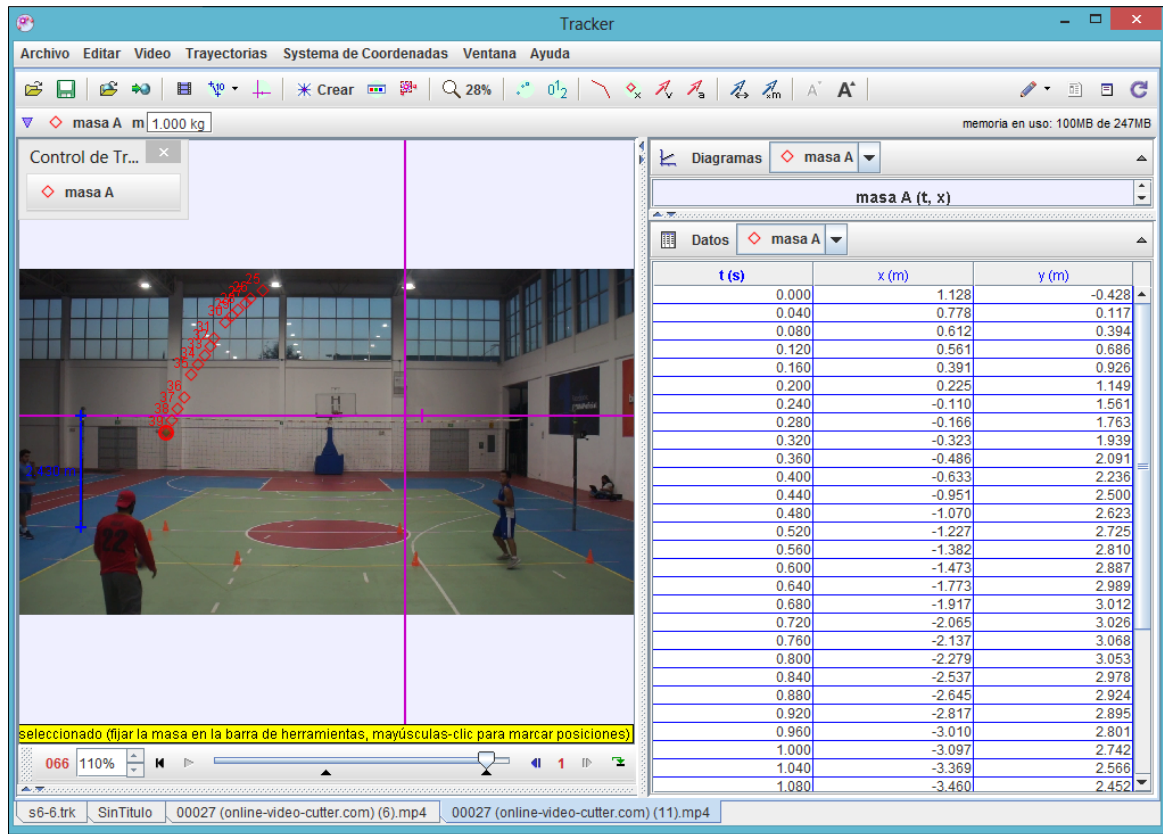 Tracker
Archivo Editar Video Trayectorias Systema de Coordenadas Ventana Ayuda
Crear 28%
masa A m 1.000 kg memoria en uso: 100MB de 247MB
Control de Tr...
masa A
Diagramas masa A
masa A (t, x)
Datos masa A
t (s) x (m) y (m)
0.000 1.128 -0.428
0.040 0.778 0.117
0.080 0.612 0.394
0.120 0.561 0.686
0.160 0.391 0.926
0.200 0.225 1.149
0.240 -0.110 1.561
0.280 -0.166 1.763
0.320 -0.323 1.939
0.360 -0.486 2.091
0.400 -0.633 2.236
0.440 -0.951 2.500
0.480 -1.070 2.623
0.520 -1.227 2.725
0.560 -1.382 2.810
0.600 -1.473 2.887
0.640 -1.773 2.989
0.680 -1.917 3.012
0.720 -2.065 3.026
0.760 -2.137 3.068
0.800 -2.279 3.053
0.840 -2.537 2.978
0.880 -2.645 2.924
0.920 -2.817 2.895
0.960 -3.010 2.801
1.000 -3.097 2.742
1.040 -3.369 2.566
1.080 -3.460 2.452
25
31
34
35
36
37
38
22
seleccionado (fijar la masa en la barra de herramientas, mayúsculas-clic para marcar posiciones)
066 110% 1
s6-6.trk SinTitulo 00027 (online-video-cutter.com) (6).mp4 00027 (online-video-cutter.com) (11).mp4